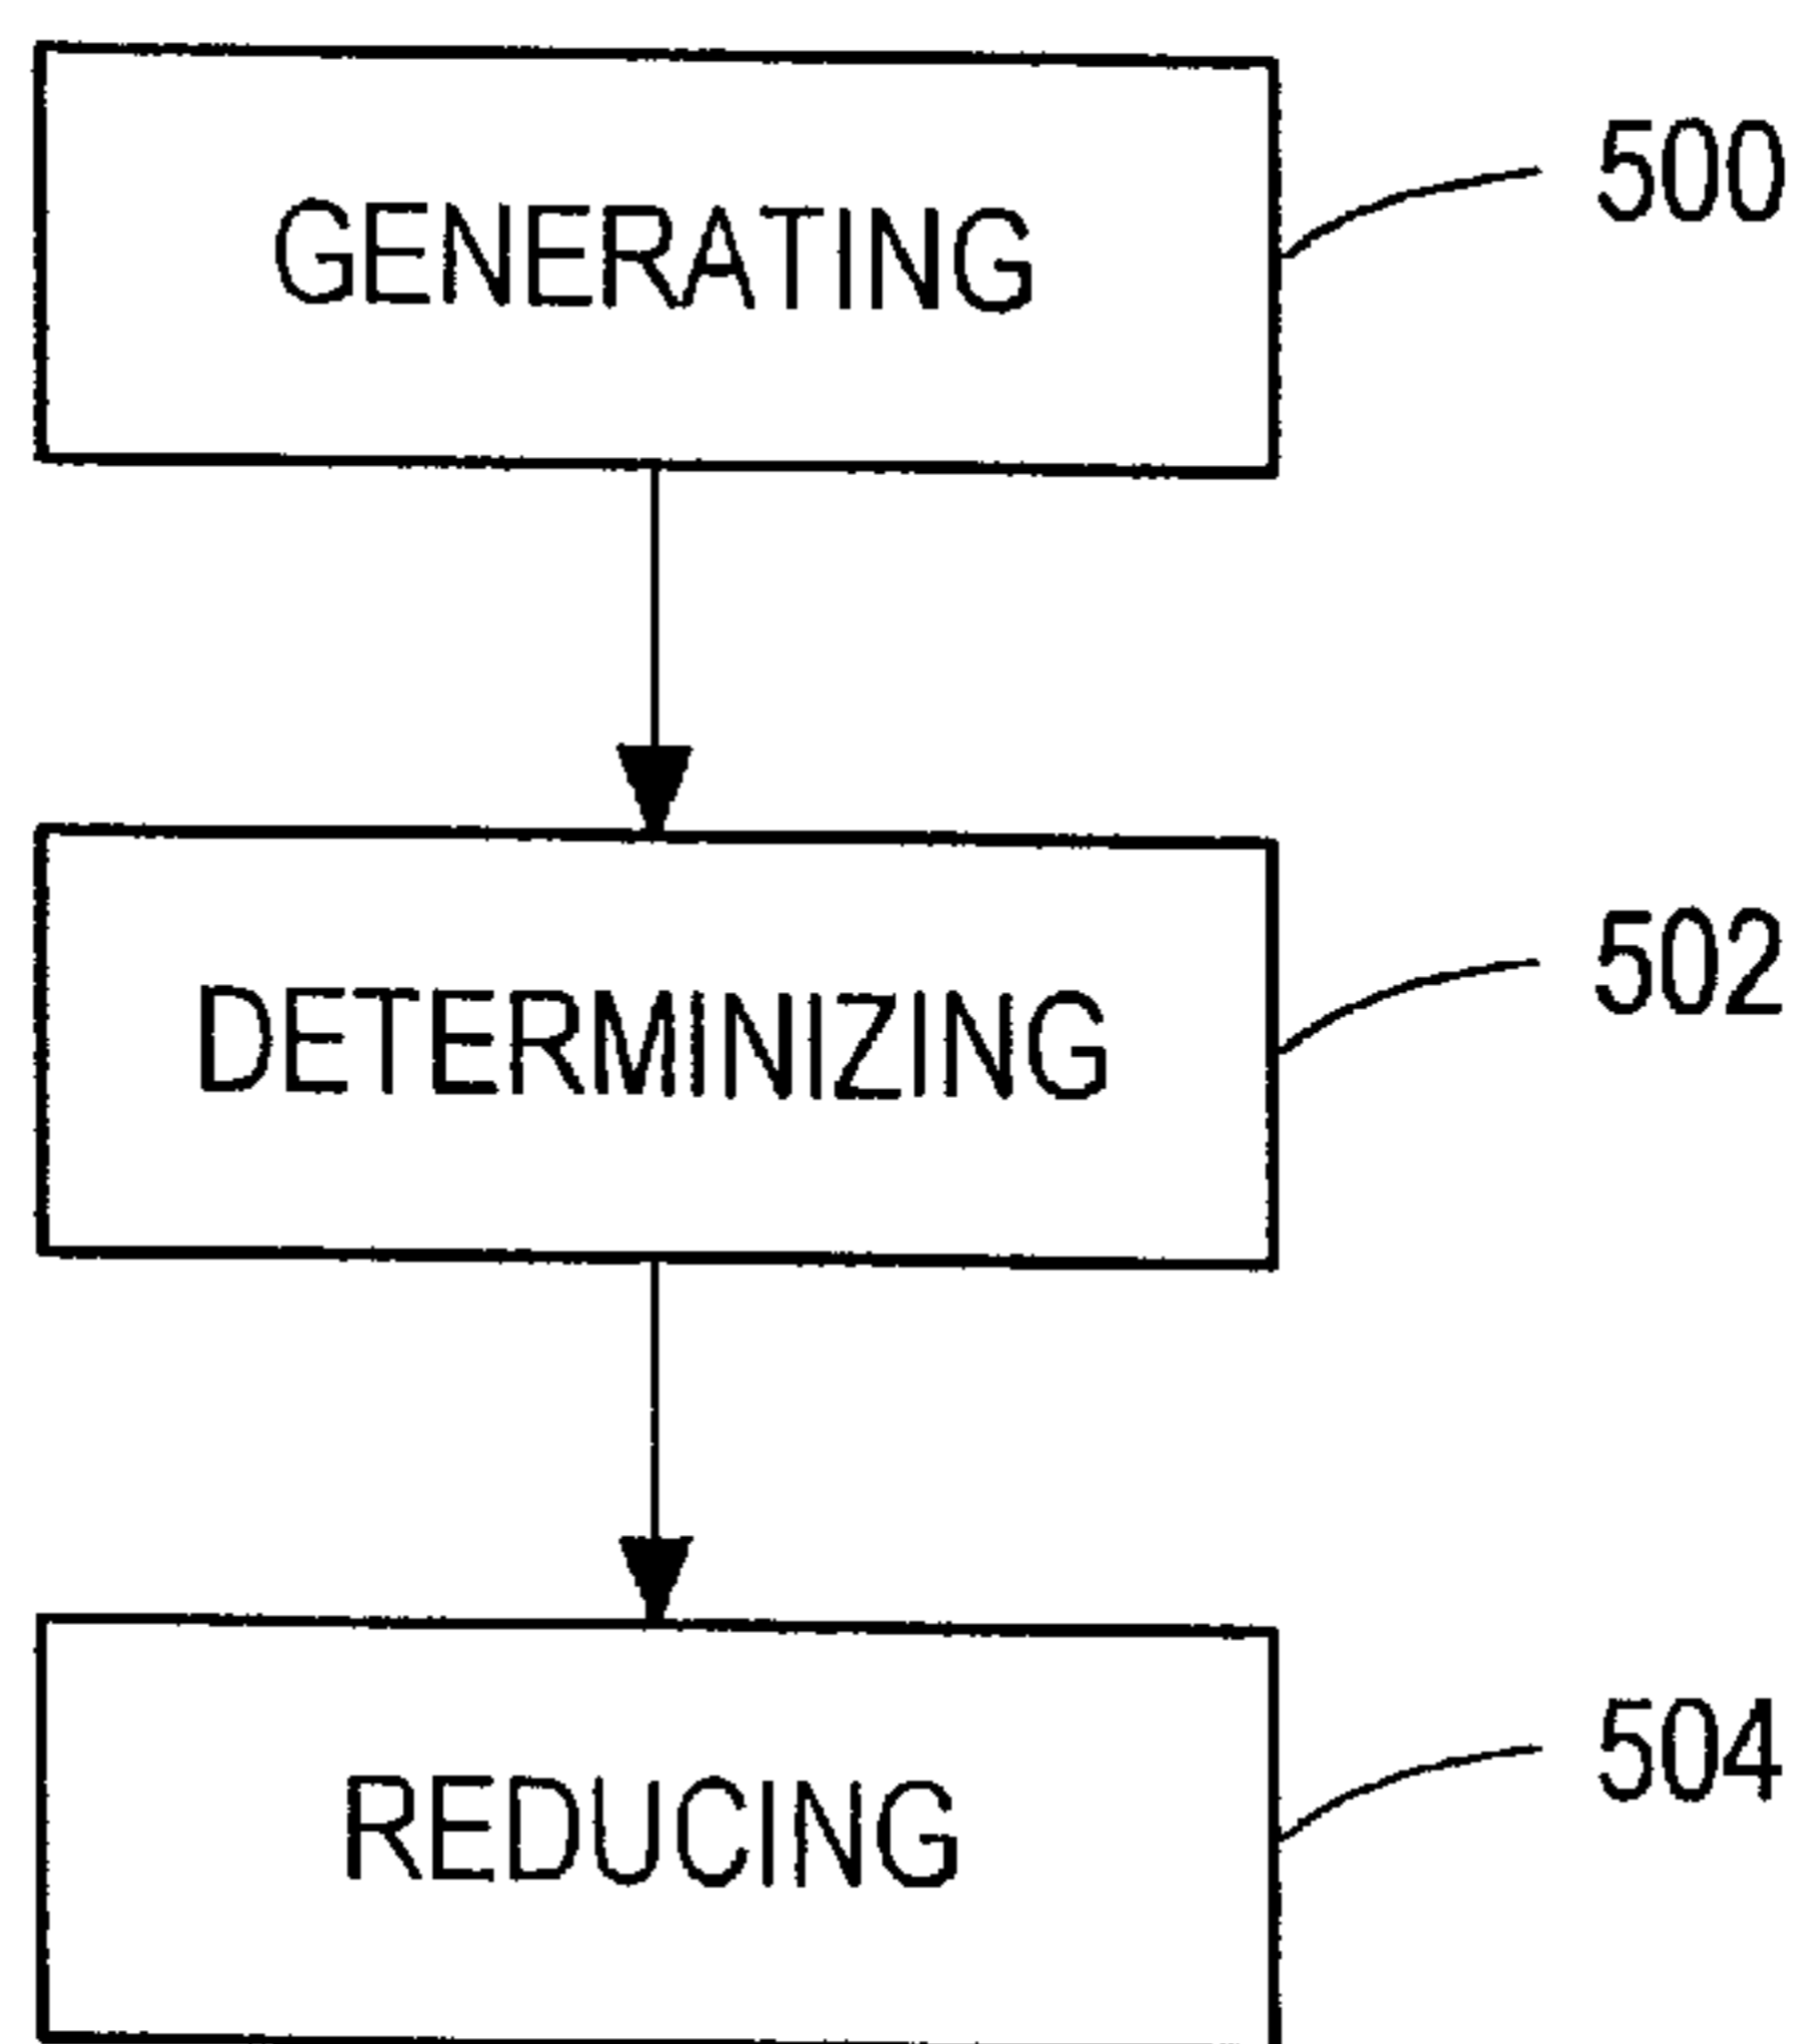 GENERATING
500
DETERMINIZING
502
REDUCING
504